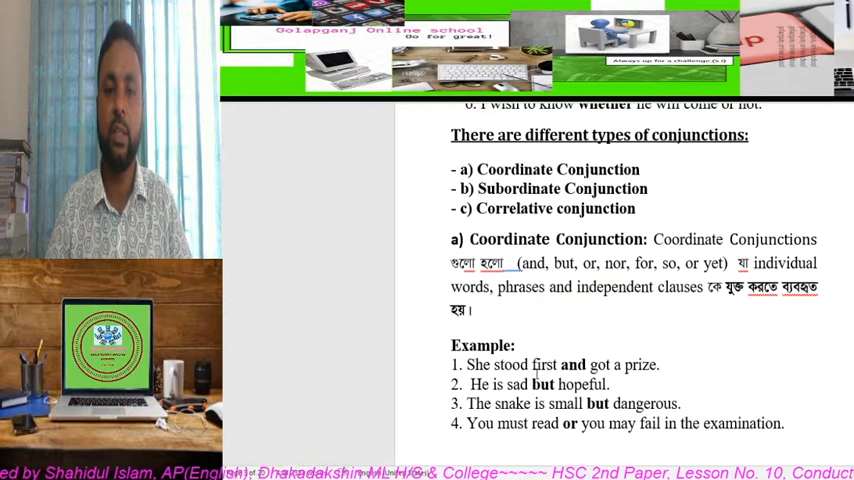 Golapganj Online school
Go for great!
Always up for a challenge.(S.I)
6. I wish to know whether he will come or not.
There are different types of conjunctions:
- a) Coordinate Conjunction
- b) Subordinate Conjunction
- c) Correlative conjunction
a) Coordinate Conjunction: Coordinate Conjunctions
গুলো হলো (and, but, or, nor, for, so, or yet) যা individual
words, phrases and independent clauses কে যুক্ত করতে ব্যবহৃত
হয়।
Example:
1. She stood first and got a prize.
2. He is sad but hopeful.
3. The snake is small but dangerous.
4. You must read or you may fail in the examination.
ed by Shahidul Islam, AP(English), Dhakadakshin ML H/S & College~~~~~ HSC 2nd Paper, Lesson No. 10, Conduct